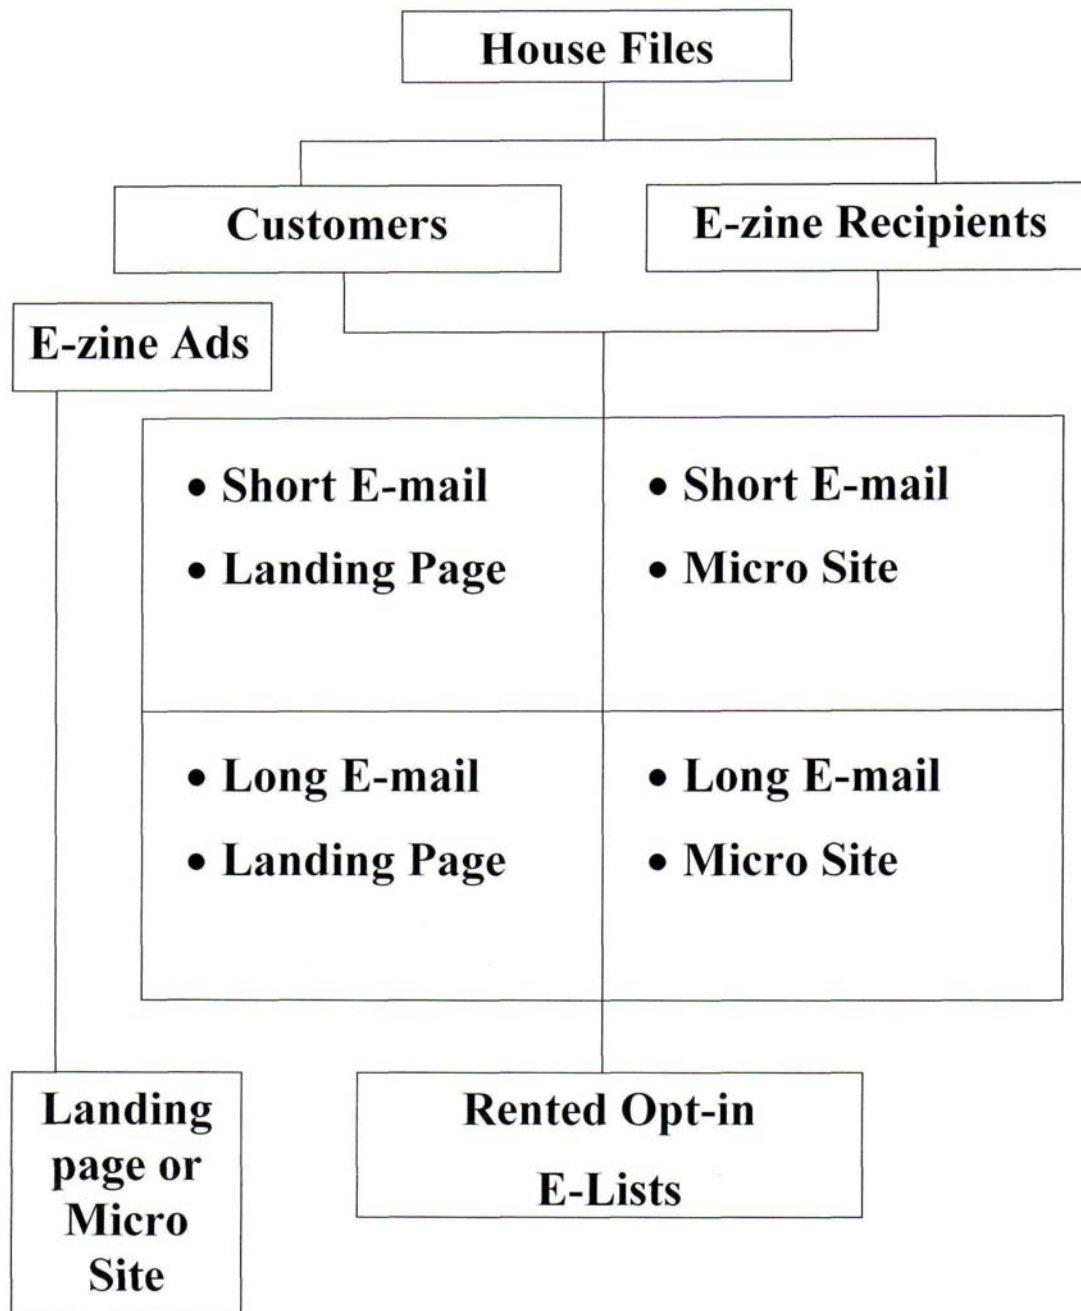 House Files
Customers
E-zine Recipients
E-zine Ads
• Short E-mail
• Landing Page
• Short E-mail
• Micro Site
• Long E-mail
• Landing Page
• Long E-mail
• Micro Site
Landing
page or
Micro
Site
Rented Opt-in
E-Lists